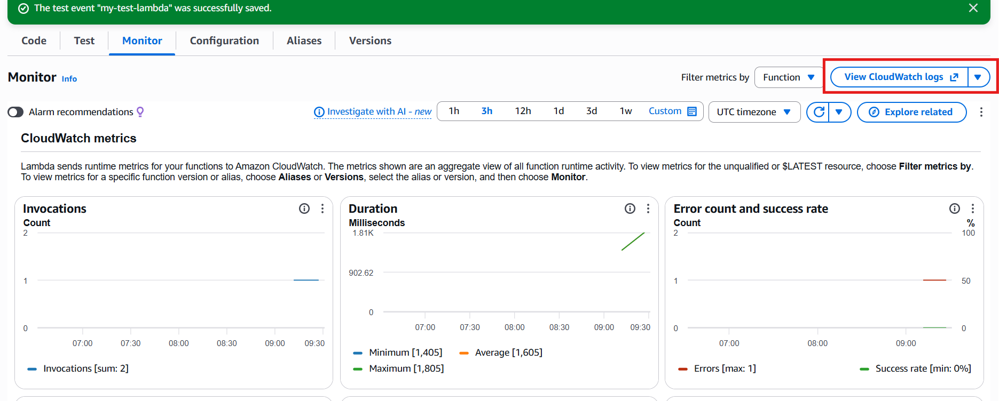 The test event "my-test-lambda" was successfully saved.
Code Test Monitor Configuration Aliases Versions
Monitor Info Filter metrics by Function View CloudWatch logs
Alarm recommendations Investigate with AI - new 1h 3h 12h 1d 3d 1w Custom UTC timezone Explore related
CloudWatch metrics
Lambda sends runtime metrics for your functions to Amazon CloudWatch. The metrics shown are an aggregate view of all function runtime activity. To view metrics for the unqualified or $LATEST resource, choose Filter metrics by.
To view metrics for a specific function version or alias, choose Aliases or Versions, select the alias or version, and then choose Monitor.
Invocations
Count
2
1
0
07:00 07:30 08:00 08:30 09:00 09:30
Invocations [sum: 2]
Duration
Milliseconds
1.81K
902.62
0
07:00 07:30 08:00 08:30 09:00 09:30
Minimum [1,405] Average [1,605]
Maximum [1,805]
Error count and success rate
Count %
2 100
1 50
0 0
07:00 08:00 09:00
Errors [max: 1] Success rate [min: 0%]